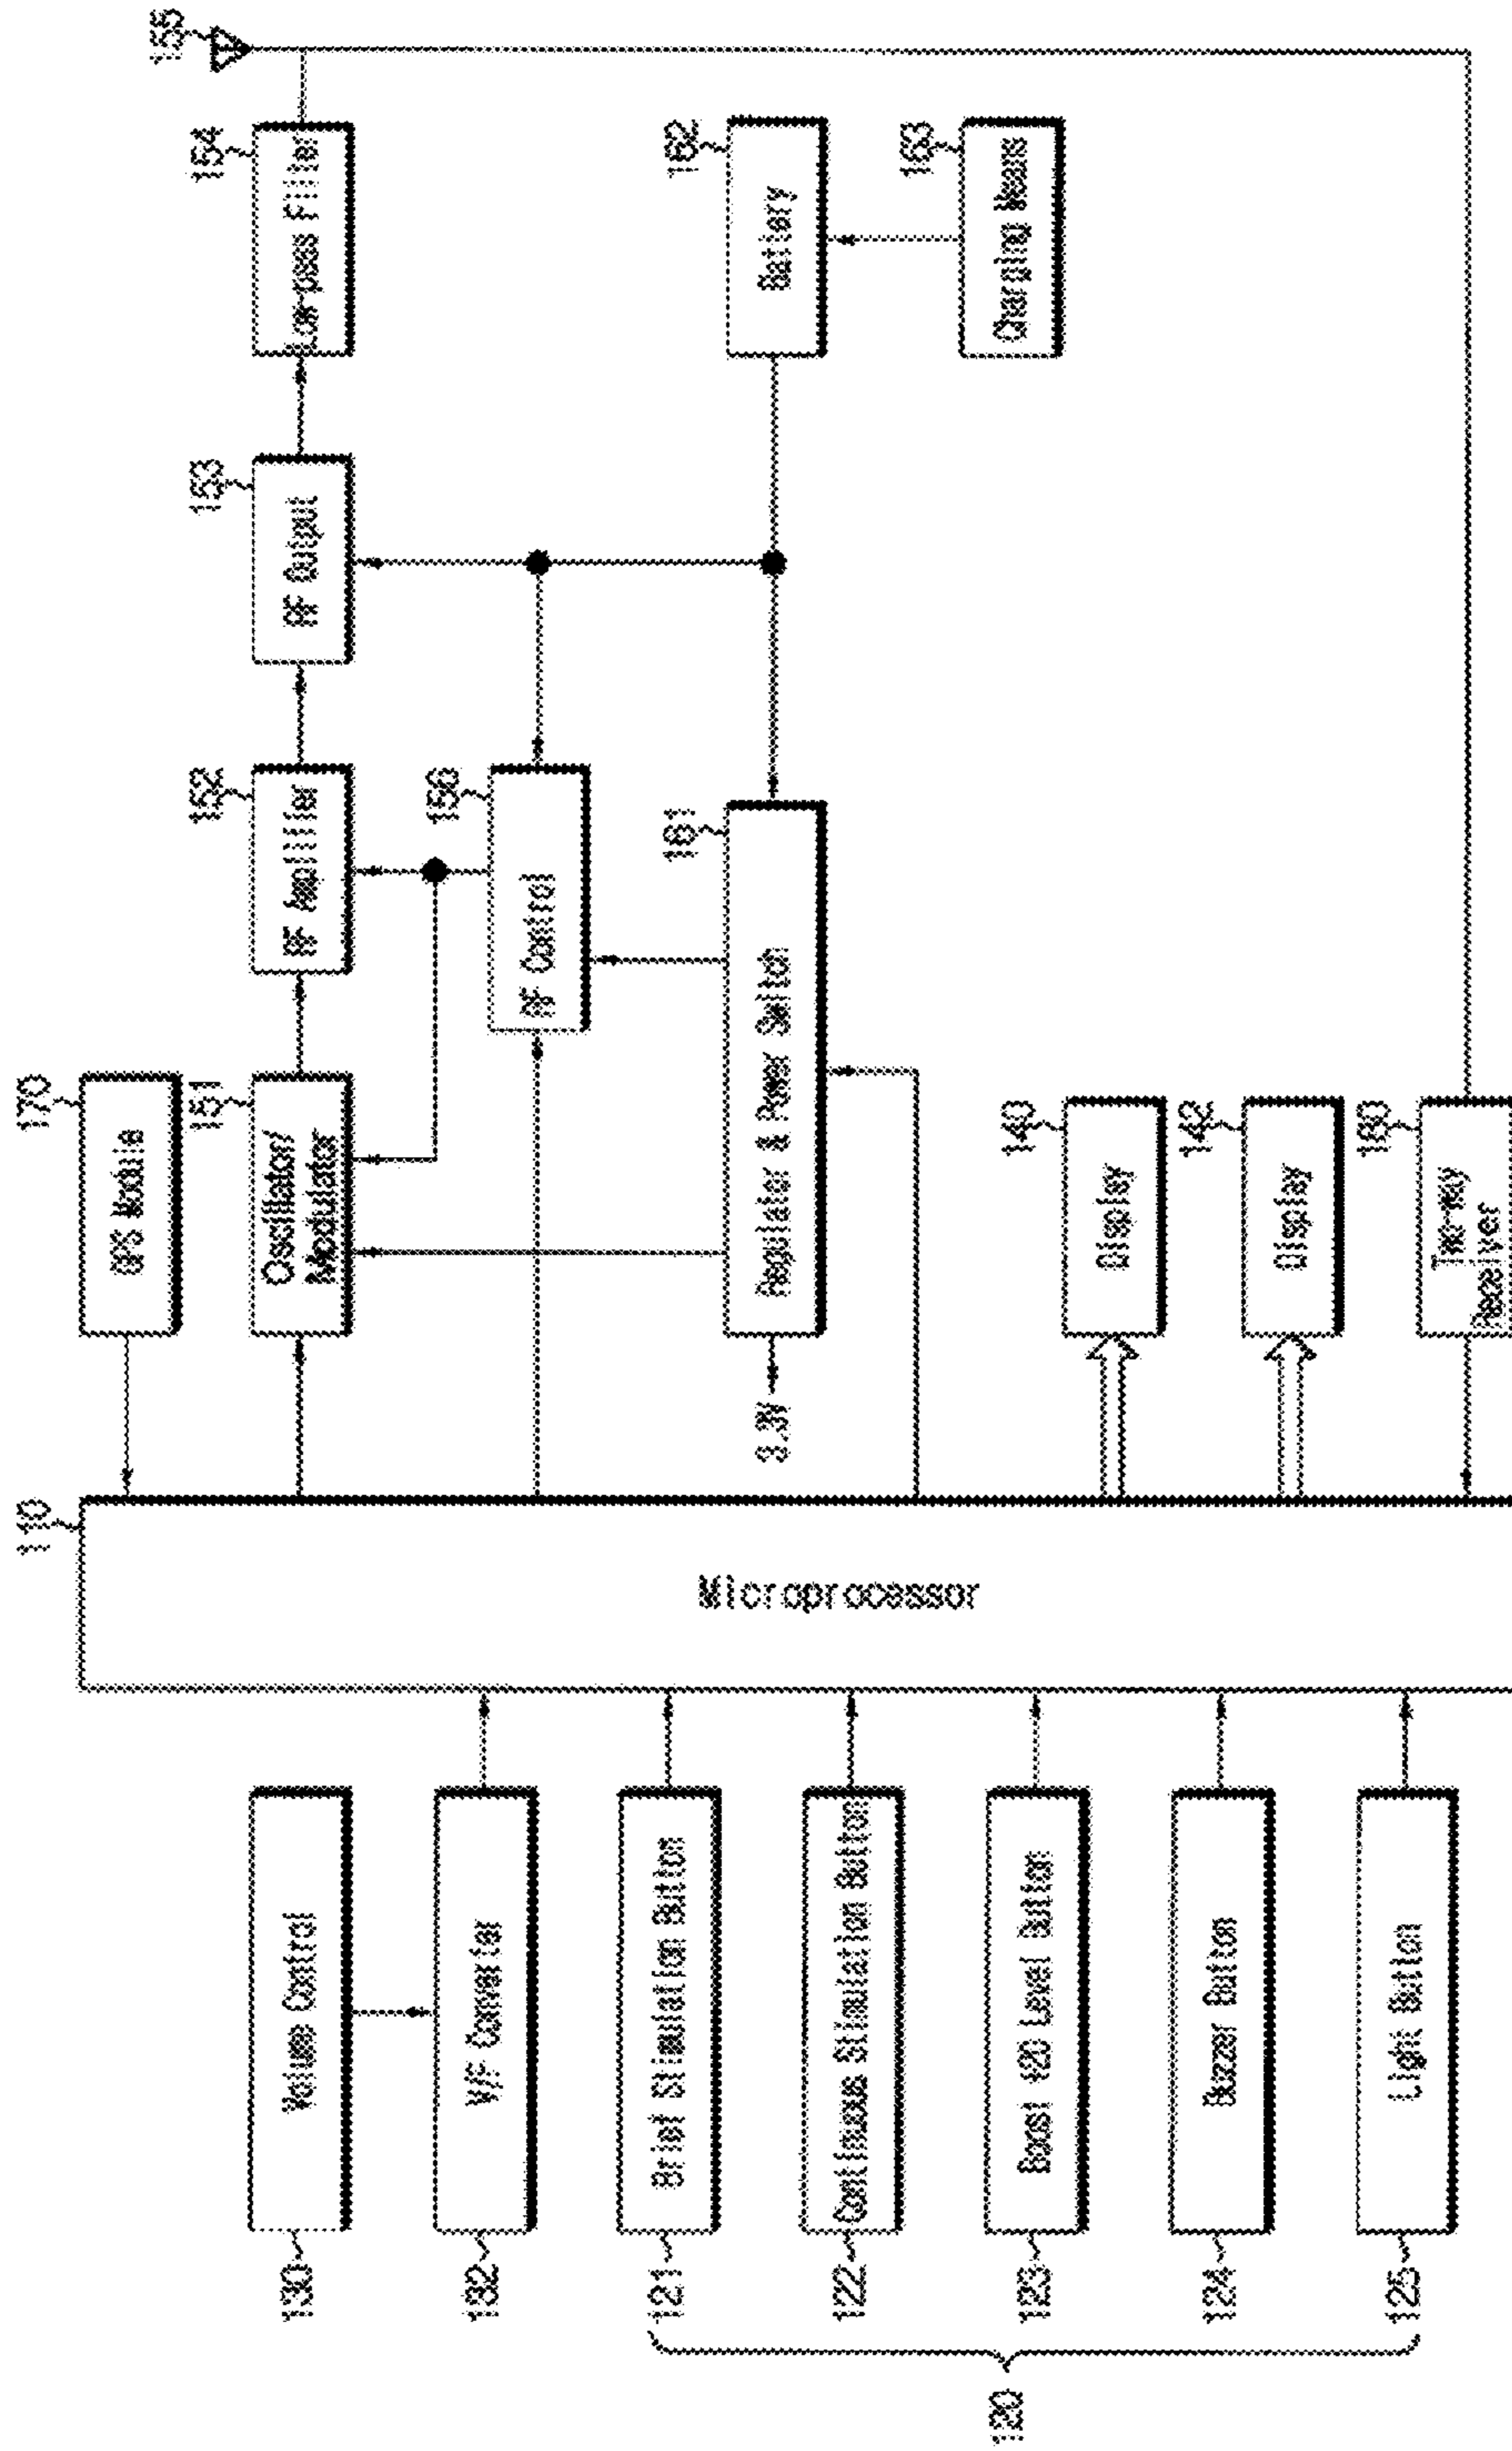 130
Volume Control
132
V/F Converter
121
Brief Stimulation Button
122
Continuous Stimulation Button
123
Boost +20 Level Button
124
Buzzer Button
125
Light Button
120
110
Microprocessor
170
GPS Module
151
Oscillator/
Modulator
152
RF Amplifier
153
RF Output
154
Low-pass Filter
155
156
RF Control
161
Regulator & Power Switch
3.3V
162
Battery
163
Charging Means
140
Display
142
Display
Two-way
Receiver